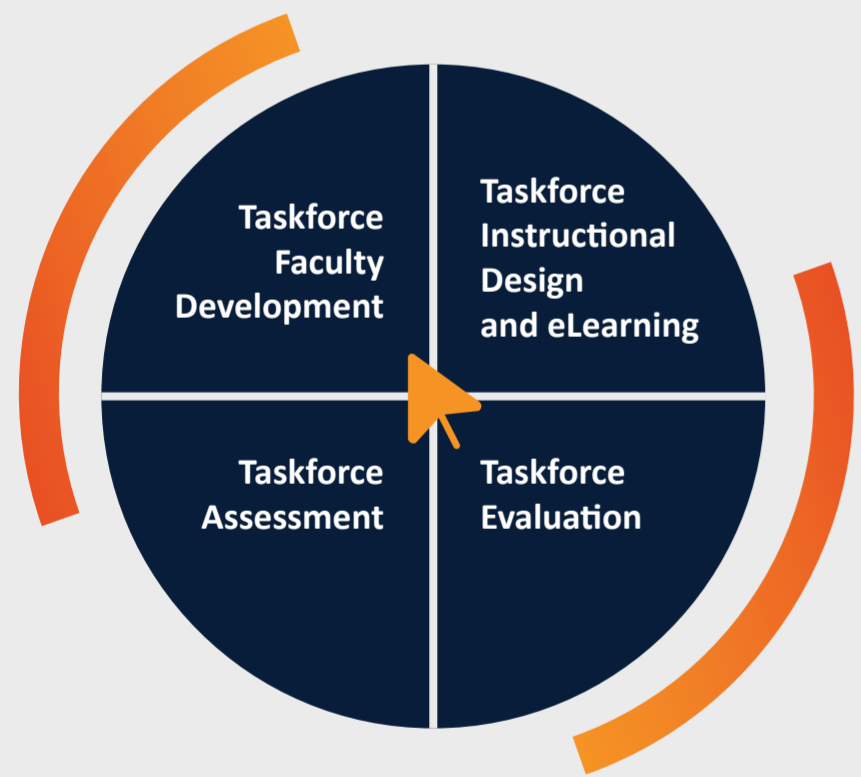 Taskforce
Faculty
Development
Taskforce
Instructional
Design
and eLearning
Taskforce
Assessment
Taskforce
Evaluation